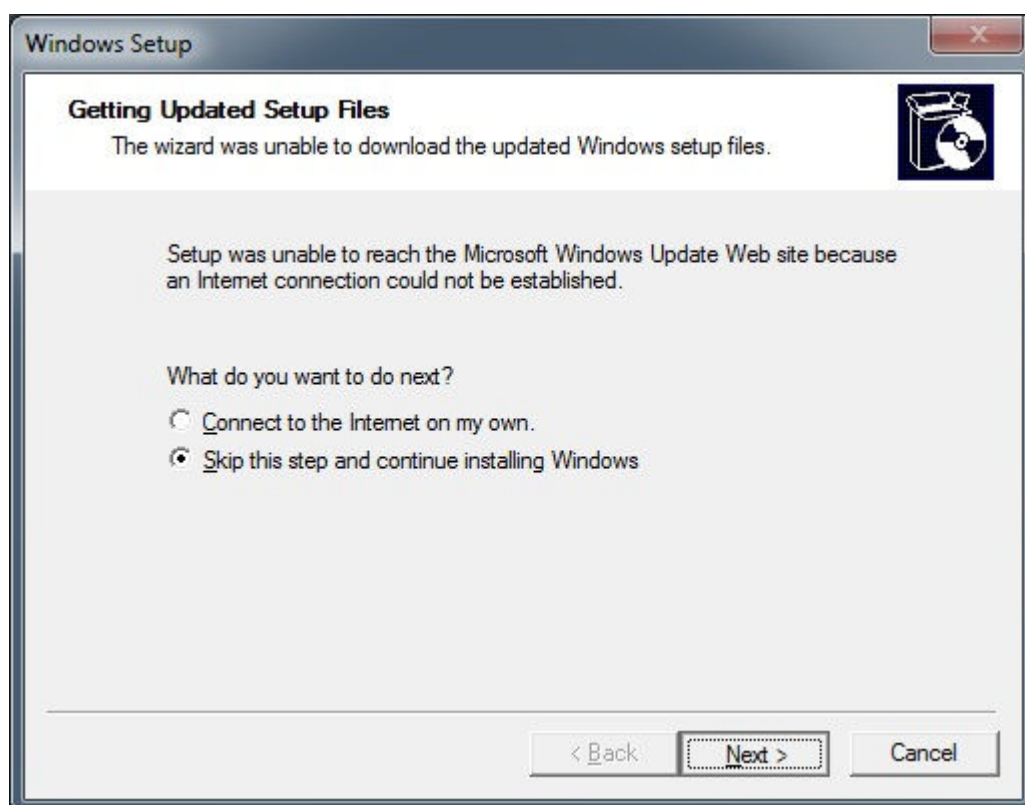 Windows Setup
Getting Updated Setup Files
The wizard was unable to download the updated Windows setup files.
Setup was unable to reach the Microsoft Windows Update Web site because
an Internet connection could not be established.
What do you want to do next?
Connect to the Internet on my own.
Skip this step and continue installing Windows
< Back
Next >
Cancel